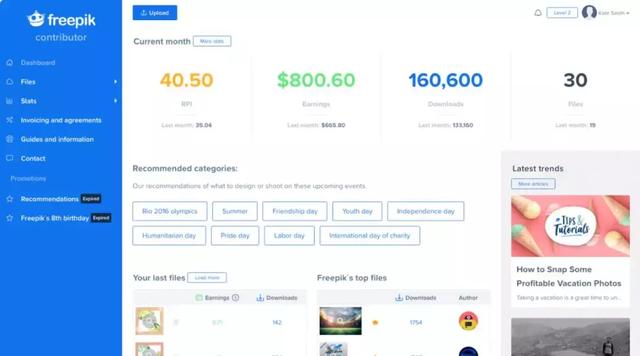 freepik
contributor
Dashboard
Files
Stats
Invoicing and agreements
Guides and information
Contact
Promotions
Recommendations Expired
Freepik´s 8th birthday Expired
Upload
Level 2
Kate Smith
Current month More stats
40.50
RPI
Last month: 35.04
$800.60
Earnings
Last month: $665.80
160,600
Downloads
Last month: 133,160
30
Files
Last month: 19
Recommended categories:
Our recommendations of what to design or shoot on these upcoming events.
Rio 2016 olympics
Summer
Friendship day
Youth day
Independence day
Humanitarian day
Pride day
Labor day
International day of charity
Your last files Load more
Earnings
Downloads
142
Freepik´s top files
Downloads
Author
1754
Latest trends
More articles
TIPS &
Tutorials
How to Snap Some
Profitable Vacation Photos
Taking a vacation is a great time to un...